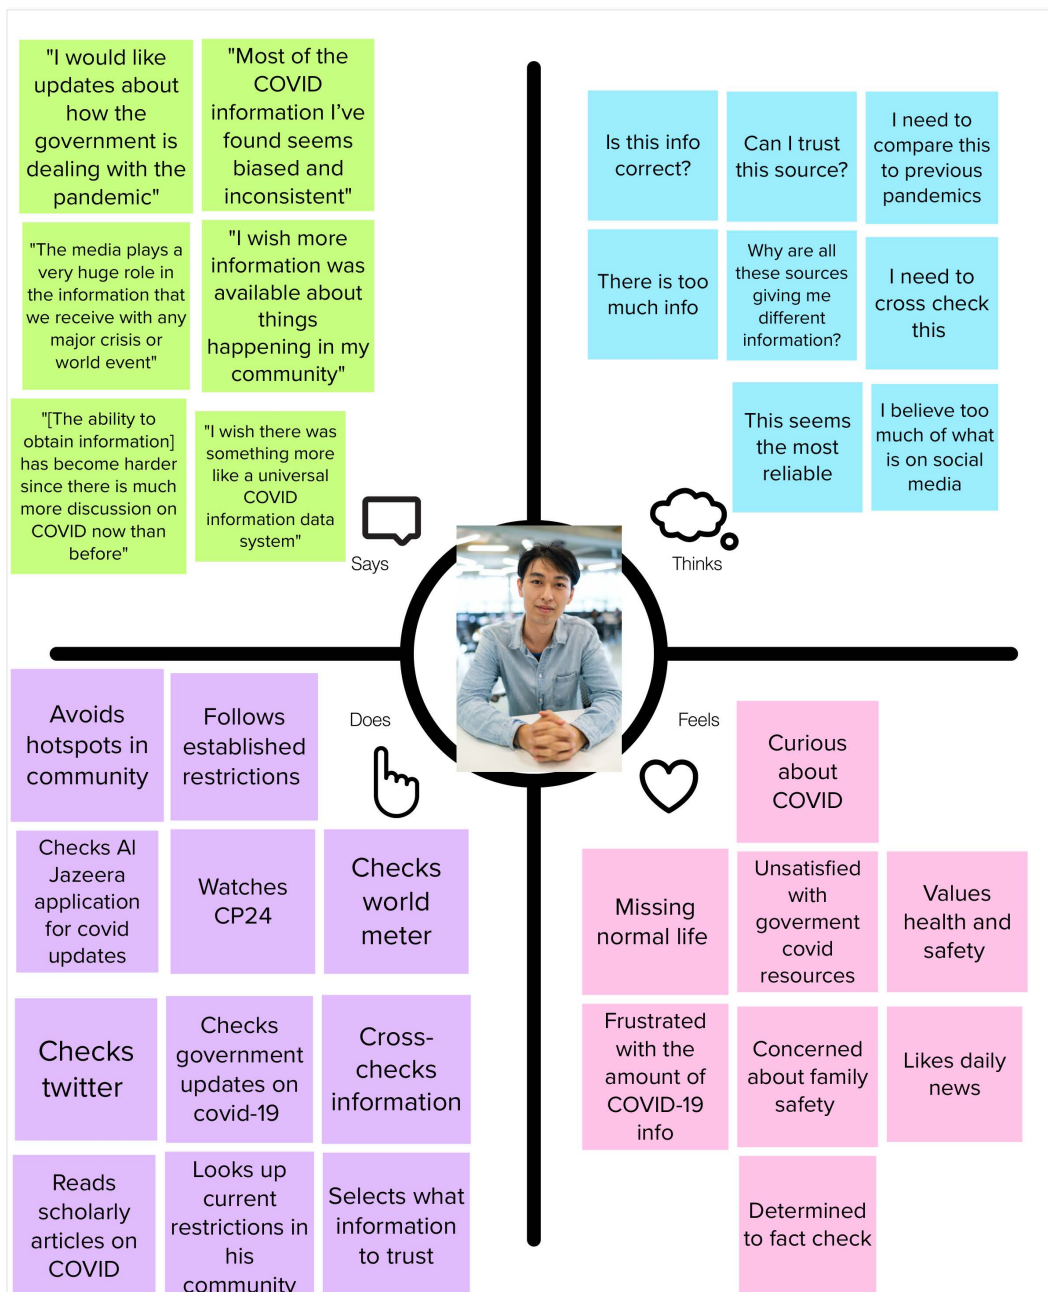 "I would like
updates about
how the
government is
dealing with the
pandemic"
"Most of the
COVID
information I've
found seems
biased and
inconsistent"
"The media plays a
very huge role in
the information that
we receive with any
major crisis or
world event"
"I wish more
information was
available about
things
happening in my
community"
"[The ability to
obtain information]
has become harder
since there is much
more discussion on
COVID now than
before"
"I wish there was
something more
like a universal
COVID
information data
system"
Says
Is this info
correct?
Can I trust
this source?
I need to
compare this
to previous
pandemics
There is too
much info
Why are all
these sources
giving me
different
information?
I need to
cross check
this
This seems
the most
reliable
I believe too
much of what
is on social
media
Thinks
Does
Avoids
hotspots in
community
Follows
established
restrictions
Checks Al
Jazeera
application
for covid
updates
Watches
CP24
Checks
world
meter
Checks
twitter
Checks
government
updates on
covid-19
Cross-
checks
information
Reads
scholarly
articles on
COVID
Looks up
current
restrictions in
his
community
Selects what
information
to trust
Feels
Curious
about
COVID
Missing
normal life
Unsatisfied
with
goverment
covid
resources
Values
health and
safety
Frustrated
with the
amount of
COVID-19
info
Concerned
about family
safety
Likes daily
news
Determined
to fact check